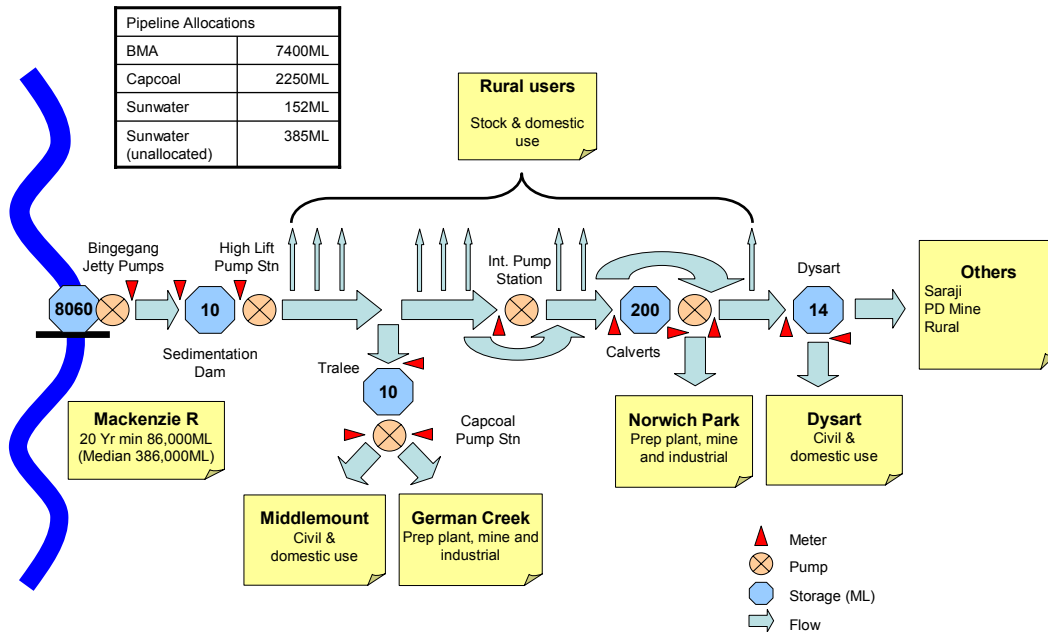 Pipeline Allocations
BMA 7400ML
Capcoal 2250ML
Sunwater 152ML
Sunwater
(unallocated) 385ML
Rural users
Stock & domestic
use
Bingegang
Jetty Pumps
High Lift
Pump Stn
Int. Pump
Station
Dysart
Others
Saraji
PD Mine
Rural
8060
10
200
14
Sedimentation
Dam
Calverts
Tralee
10
Capcoal
Pump Stn
Mackenzie R
20 Yr min 86,000ML
(Median 386,000ML)
Norwich Park
Prep plant, mine
and industrial
Dysart
Civil &
domestic use
Middlemount
Civil &
domestic use
German Creek
Prep plant, mine and
industrial
Meter
Pump
Storage (ML)
Flow